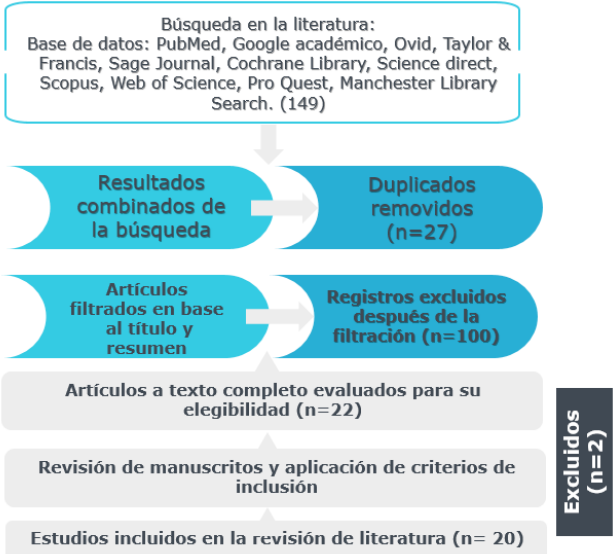 Búsqueda en la literatura:
Base de datos: PubMed, Google académico, Ovid, Taylor &
Francis, Sage Journal, Cochrane Library, Science direct,
Scopus, Web of Science, Pro Quest, Manchester Library
Search. (149)
Resultados
combinados de
la búsqueda
Duplicados
removidos
(n=27)
Artículos
filtrados en base
al título y
resumen
Registros excluidos
después de la
filtración (n=100)
Artículos a texto completo evaluados para su
elegibilidad (n=22)
Revisión de manuscritos y aplicación de criterios de
inclusión
Excluidos
(n=2)
Estudios incluidos en la revisión de literatura (n= 20)